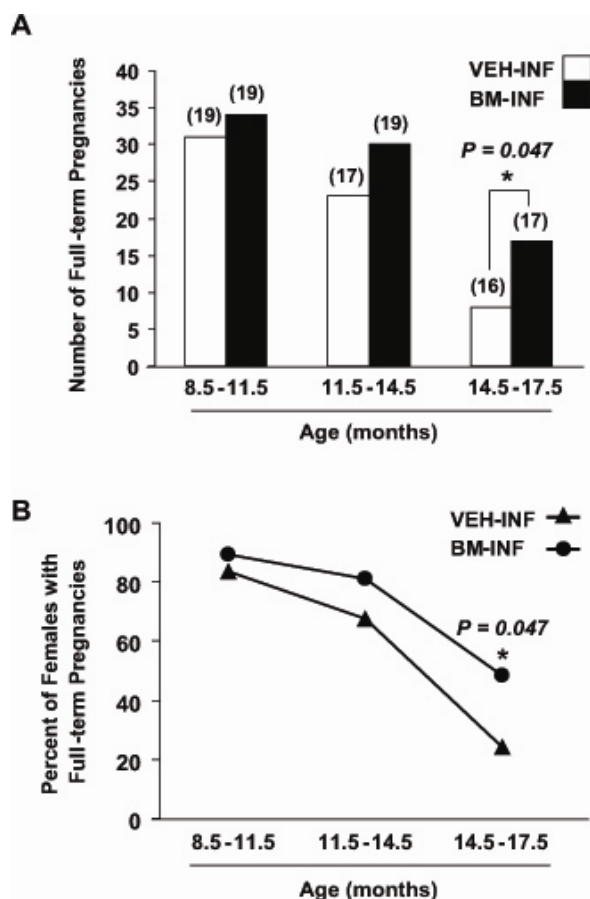 A
VEH-INF
BM-INF
Number of Full-term Pregnancies
40
35
30
25
20
15
10
5
0
(19)
(19)
(17)
(19)
P = 0.047
*
(16)
(17)
8.5-11.5
11.5-14.5
14.5-17.5
Age (months)
B
VEH-INF
BM-INF
Percent of Females with
Full-term Pregnancies
100
80
60
40
20
0
P = 0.047
*
8.5-11.5
11.5-14.5
14.5-17.5
Age (months)